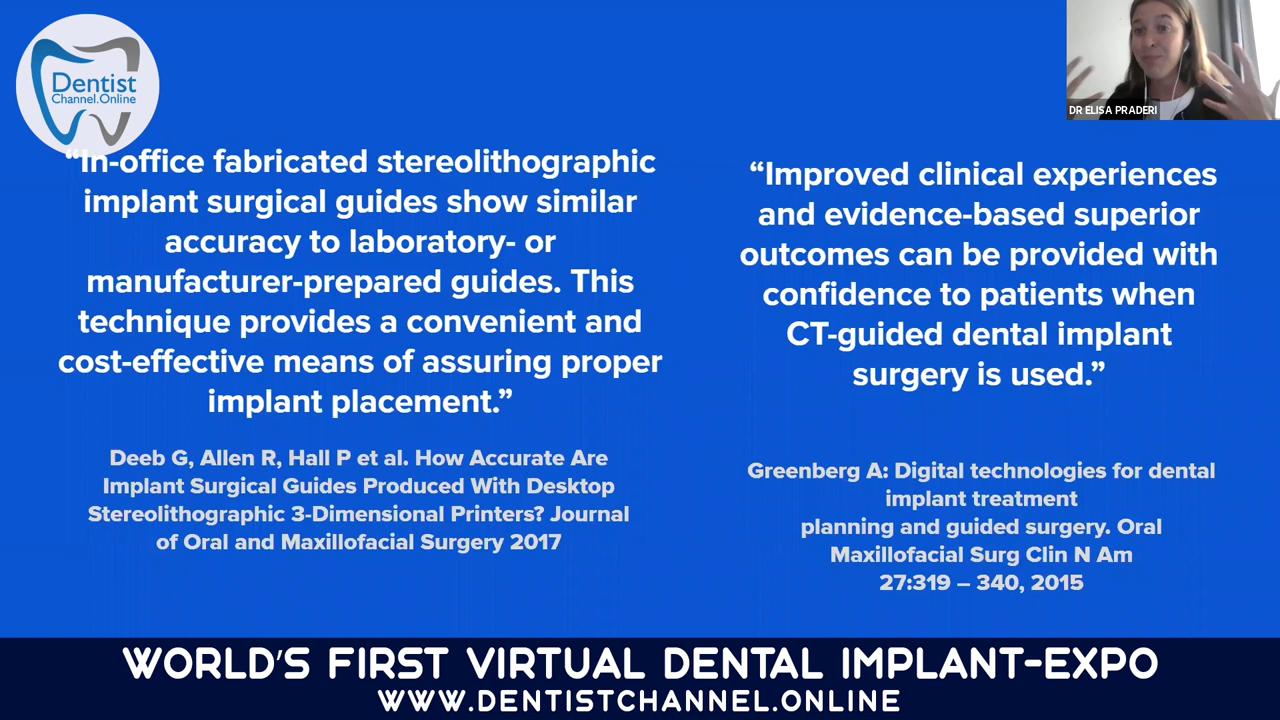 Dentist
Channel.Online
DR ELISA PRADERI
“In-office fabricated stereolithographic
implant surgical guides show similar
accuracy to laboratory- or
manufacturer-prepared guides. This
technique provides a convenient and
cost-effective means of assuring proper
implant placement.”
Deeb G, Allen R, Hall P et al. How Accurate Are
Implant Surgical Guides Produced With Desktop
Stereolithographic 3-Dimensional Printers? Journal
of Oral and Maxillofacial Surgery 2017
“Improved clinical experiences
and evidence-based superior
outcomes can be provided with
confidence to patients when
CT-guided dental implant
surgery is used.”
Greenberg A: Digital technologies for dental
implant treatment
planning and guided surgery. Oral
Maxillofacial Surg Clin N Am
27:319 – 340, 2015
WORLD'S FIRST VIRTUAL DENTAL IMPLANT-EXPO
WWW.DENTISTCHANNEL.ONLINE